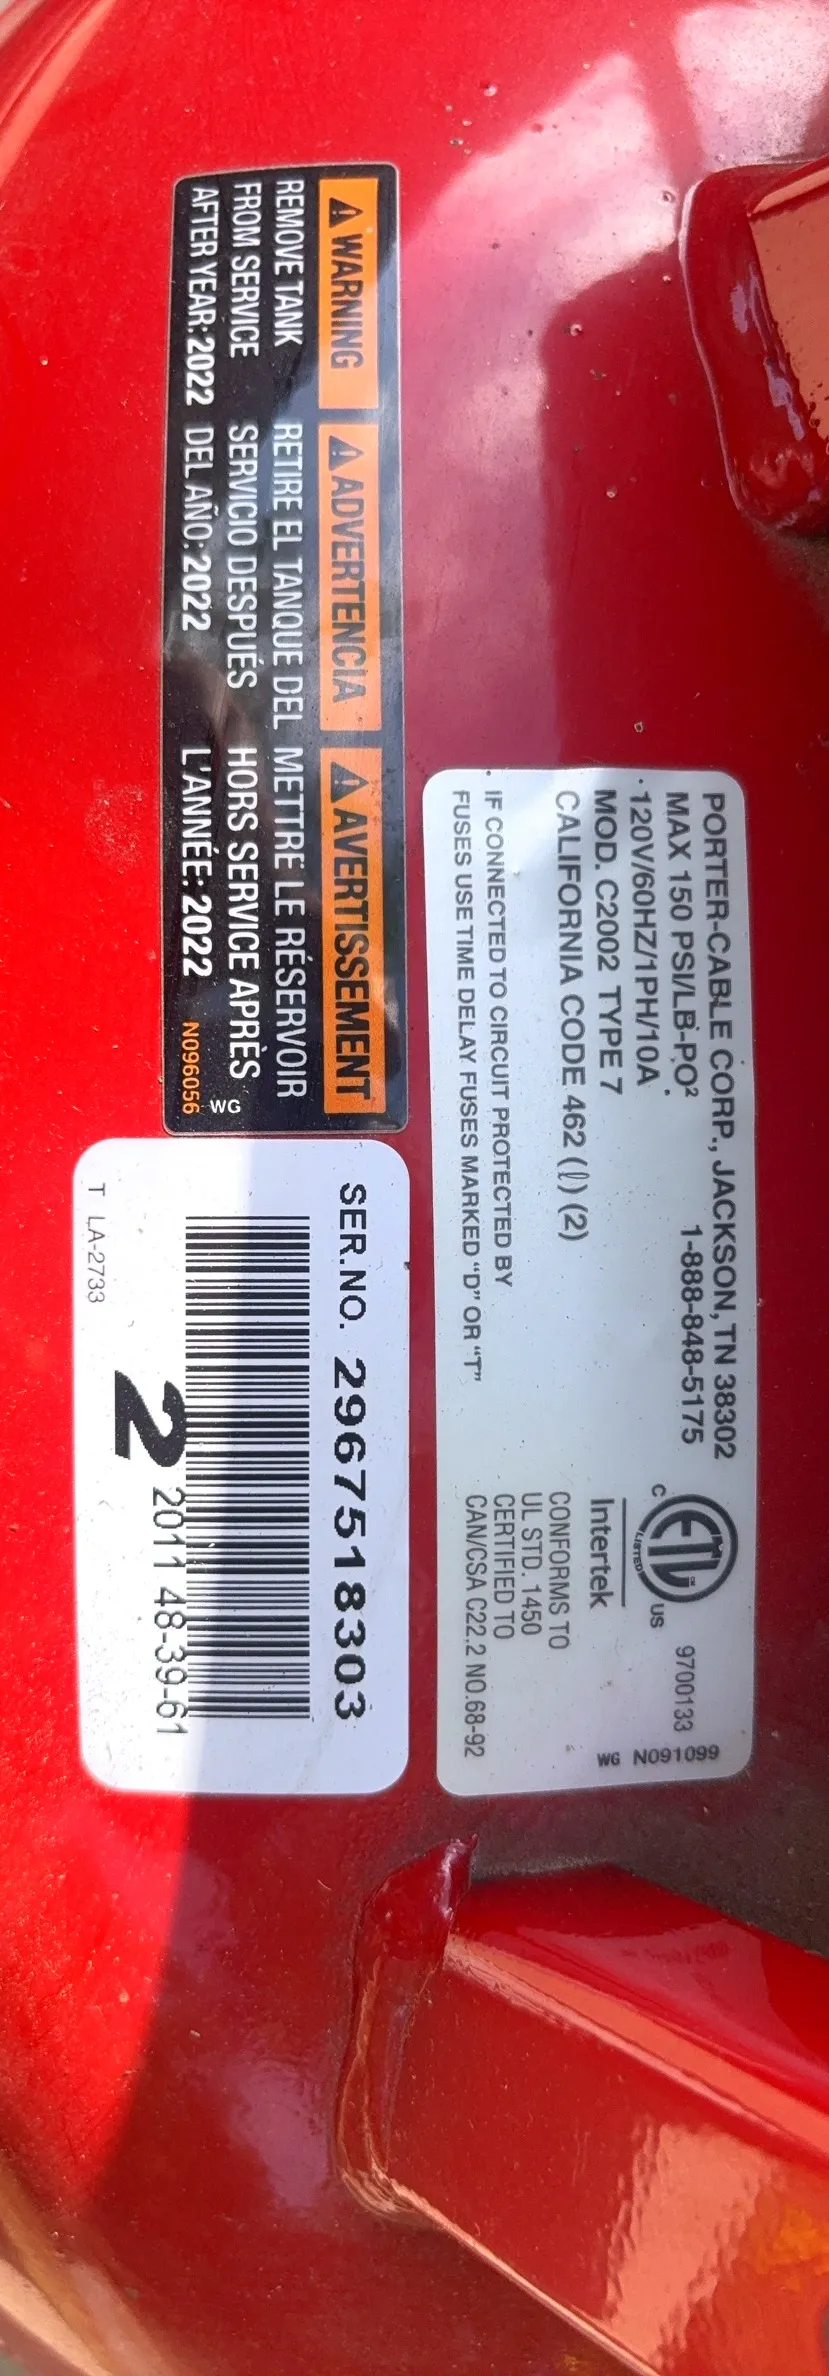 ⚠ WARNING
REMOVE TANK
FROM SERVICE
AFTER YEAR: 2022
⚠ ADVERTENCIA
RETIRE EL TANQUE DEL
SERVICIO DESPUÉS
DEL AÑO: 2022
⚠ AVERTISSEMENT
METTRE LE RÉSERVOIR
HORS SERVICE APRÈS
L'ANNÉE: 2022
N096056 WG
PORTER-CABLE CORP., JACKSON, TN 38302
MAX 150 PSI/LB-PO² 1-888-848-5175
120V/60HZ/1PH/10A
MOD. C2002 TYPE 7
CALIFORNIA CODE 462 (ℓ) (2)
IF CONNECTED TO CIRCUIT PROTECTED BY
FUSES USE TIME DELAY FUSES MARKED “D” OR “T”
ETL
LISTED
C US
Intertek
9700133
CONFORMS TO
UL STD. 1450
CERTIFIED TO
CAN/CSA C22.2 NO.68-92
WG N091099
SER.NO. 2967518303
2 2011 48-39-61
T LA-2733